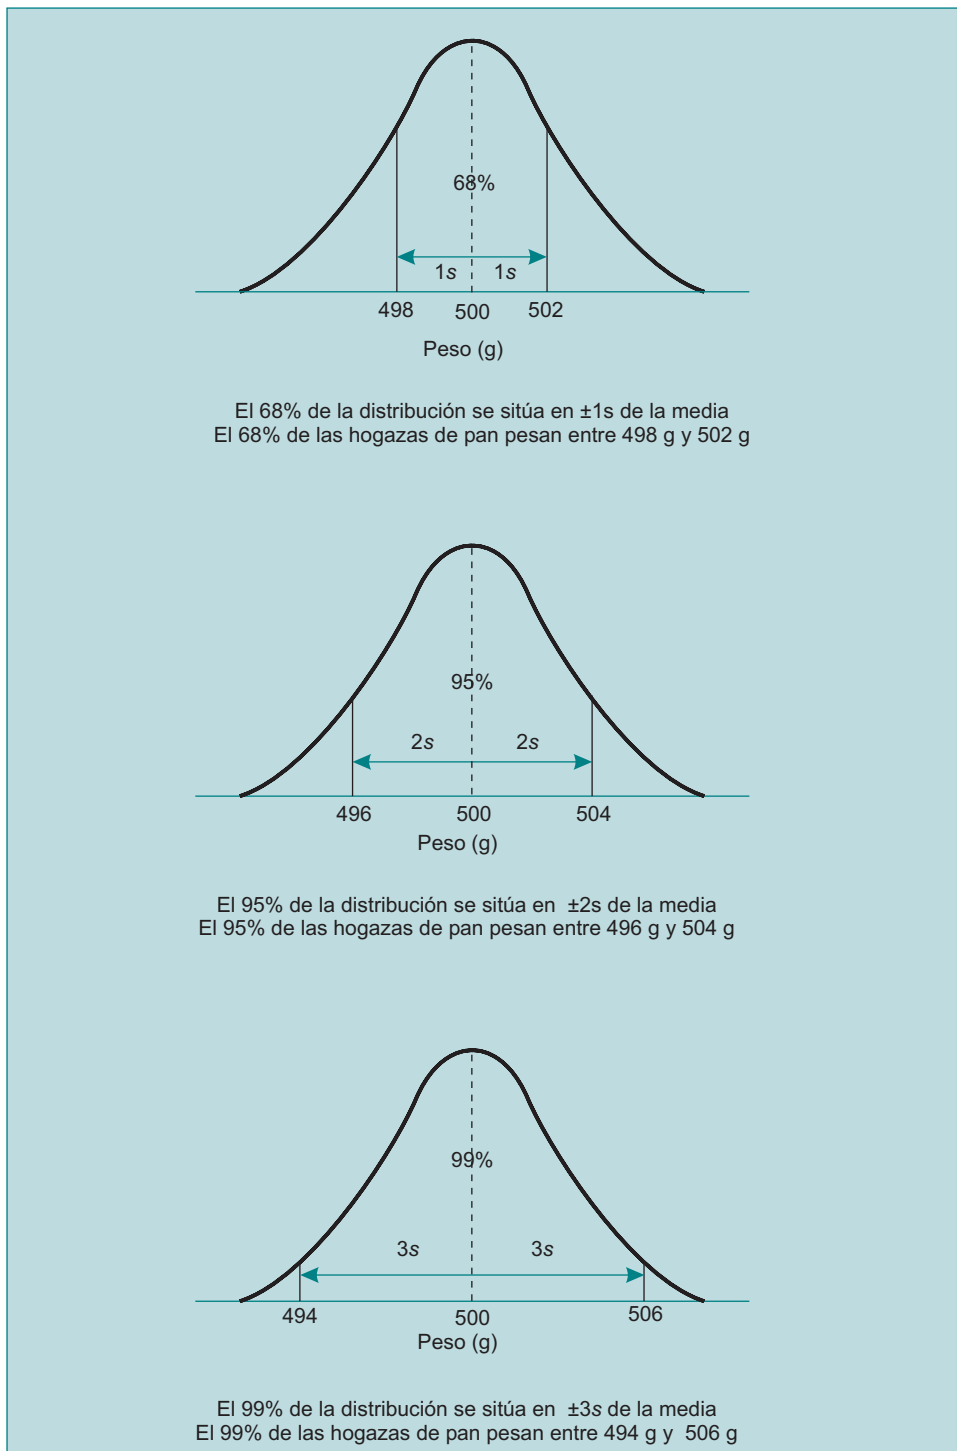 68%
1s 1s
498 500 502
Peso (g)
El 68% de la distribución se sitúa en ±1s de la media
El 68% de las hogazas de pan pesan entre 498 g y 502 g
95%
2s 2s
496 500 504
Peso (g)
El 95% de la distribución se sitúa en ±2s de la media
El 95% de las hogazas de pan pesan entre 496 g y 504 g
99%
3s 3s
494 500 506
Peso (g)
El 99% de la distribución se sitúa en ±3s de la media
El 99% de las hogazas de pan pesan entre 494 g y 506 g